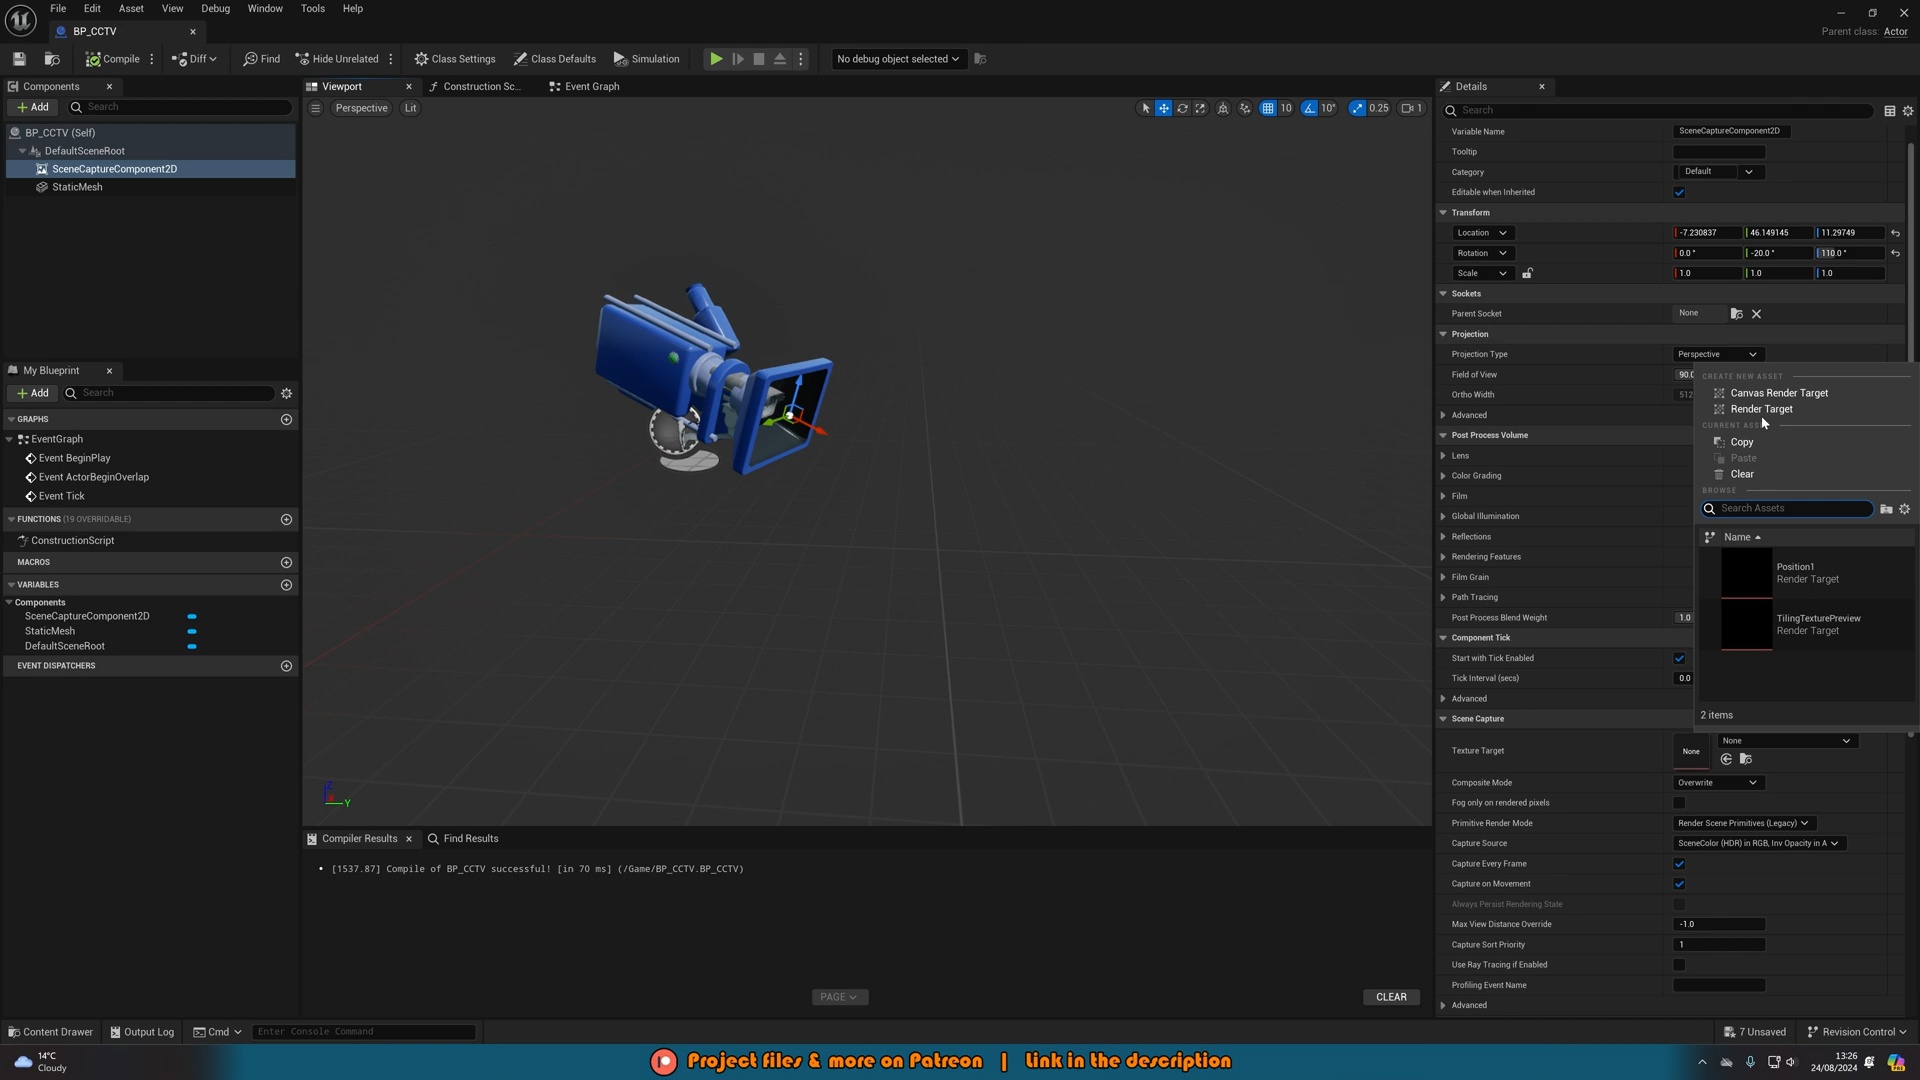 File Edit Asset View Debug Window Tools Help
BP_CCTV
Parent class: Actor
Compile Diff Find Hide Unrelated Class Settings Class Defaults Simulation No debug object selected
Components
Add Search
BP_CCTV (Self)
DefaultSceneRoot
SceneCaptureComponent2D
StaticMesh
My Blueprint
Add Search
GRAPHS
EventGraph
Event BeginPlay
Event ActorBeginOverlap
Event Tick
FUNCTIONS (19 OVERRIDABLE)
ConstructionScript
MACROS
VARIABLES
Components
SceneCaptureComponent2D
StaticMesh
DefaultSceneRoot
EVENT DISPATCHERS
Viewport Construction Sc... Event Graph
Perspective Lit
10 10° 0.25 1
Z
Y
Compiler Results Find Results
• [1537.87] Compile of BP_CCTV successful! [in 70 ms] (/Game/BP_CCTV.BP_CCTV)
PAGE CLEAR
Details
Search
Variable Name SceneCaptureComponent2D
Tooltip
Category Default
Editable when Inherited
Transform
Location -7.230837 46.149145 11.29749
Rotation 0.0 ° -20.0 ° 110.0 °
Scale 1.0 1.0 1.0
Sockets
Parent Socket None
Projection
Projection Type Perspective
Field of View 90.0
Ortho Width 512
Advanced
Post Process Volume
Lens
Color Grading
Film
Global Illumination
Reflections
Rendering Features
Film Grain
Path Tracing
Post Process Blend Weight 1.0
Component Tick
Start with Tick Enabled
Tick Interval (secs) 0.0
Advanced
Scene Capture
Texture Target None None
Composite Mode Overwrite
Fog only on rendered pixels
Primitive Render Mode Render Scene Primitives (Legacy)
Capture Source SceneColor (HDR) in RGB, Inv Opacity in A
Capture Every Frame
Capture on Movement
Always Persist Rendering State
Max View Distance Override -1.0
Capture Sort Priority 1
Use Ray Tracing if Enabled
Profiling Event Name
Advanced
CREATE NEW ASSET
Canvas Render Target
Render Target
CURRENT ASS
Copy
Paste
Clear
BROWSE
Search Assets
Name
Position1
Render Target
TilingTexturePreview
Render Target
2 items
Content Drawer Output Log Cmd Enter Console Command 7 Unsaved Revision Control
14°C
Cloudy
Project files & more on Patreon | Link in the description
13:26
24/08/2024
PRE